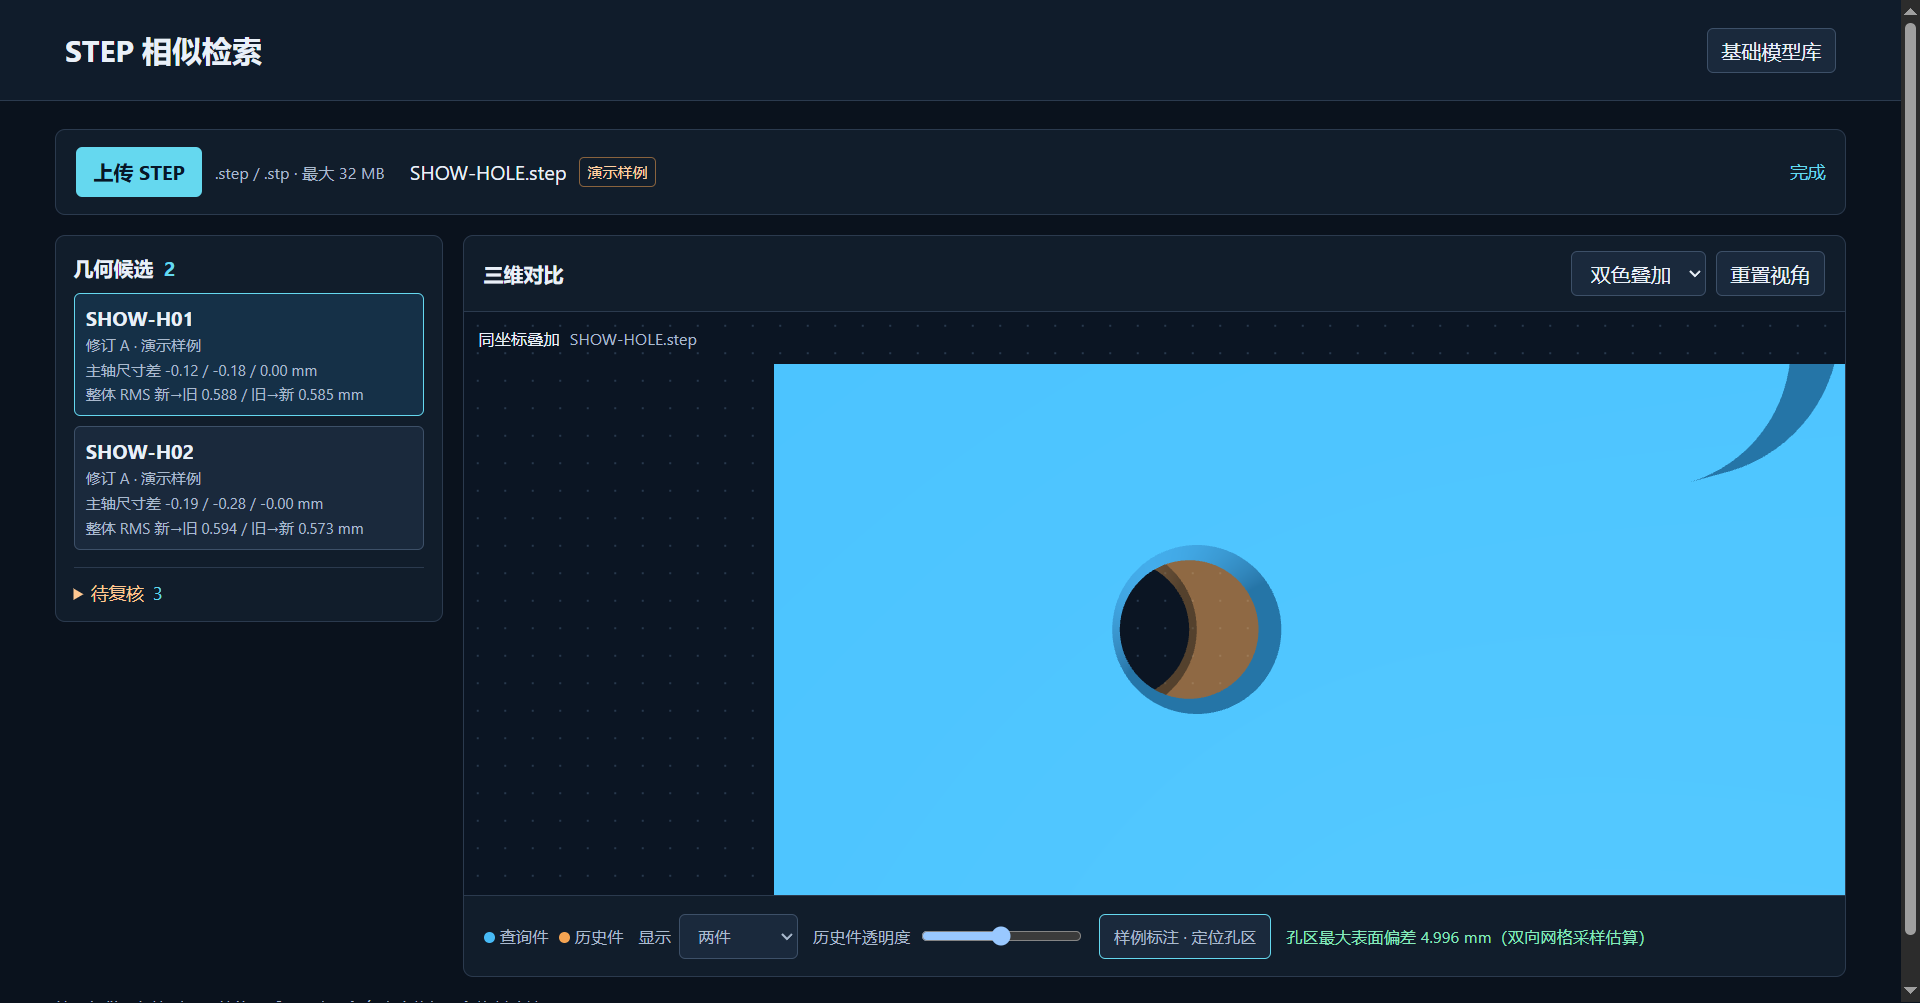 STEP 相似检索
基础模型库
上传 STEP
.step / .stp · 最大 32 MB
SHOW-HOLE.step
演示样例
完成
几何候选 2
SHOW-H01
修订 A · 演示样例
主轴尺寸差 -0.12 / -0.18 / 0.00 mm
整体 RMS 新→旧 0.588 / 旧→新 0.585 mm
SHOW-H02
修订 A · 演示样例
主轴尺寸差 -0.19 / -0.28 / -0.00 mm
整体 RMS 新→旧 0.594 / 旧→新 0.573 mm
待复核 3
三维对比
双色叠加
重置视角
同坐标叠加 SHOW-HOLE.step
查询件 历史件 显示 两件 历史件透明度
样例标注 · 定位孔区
孔区最大表面偏差 4.996 mm（双向网格采样估算）